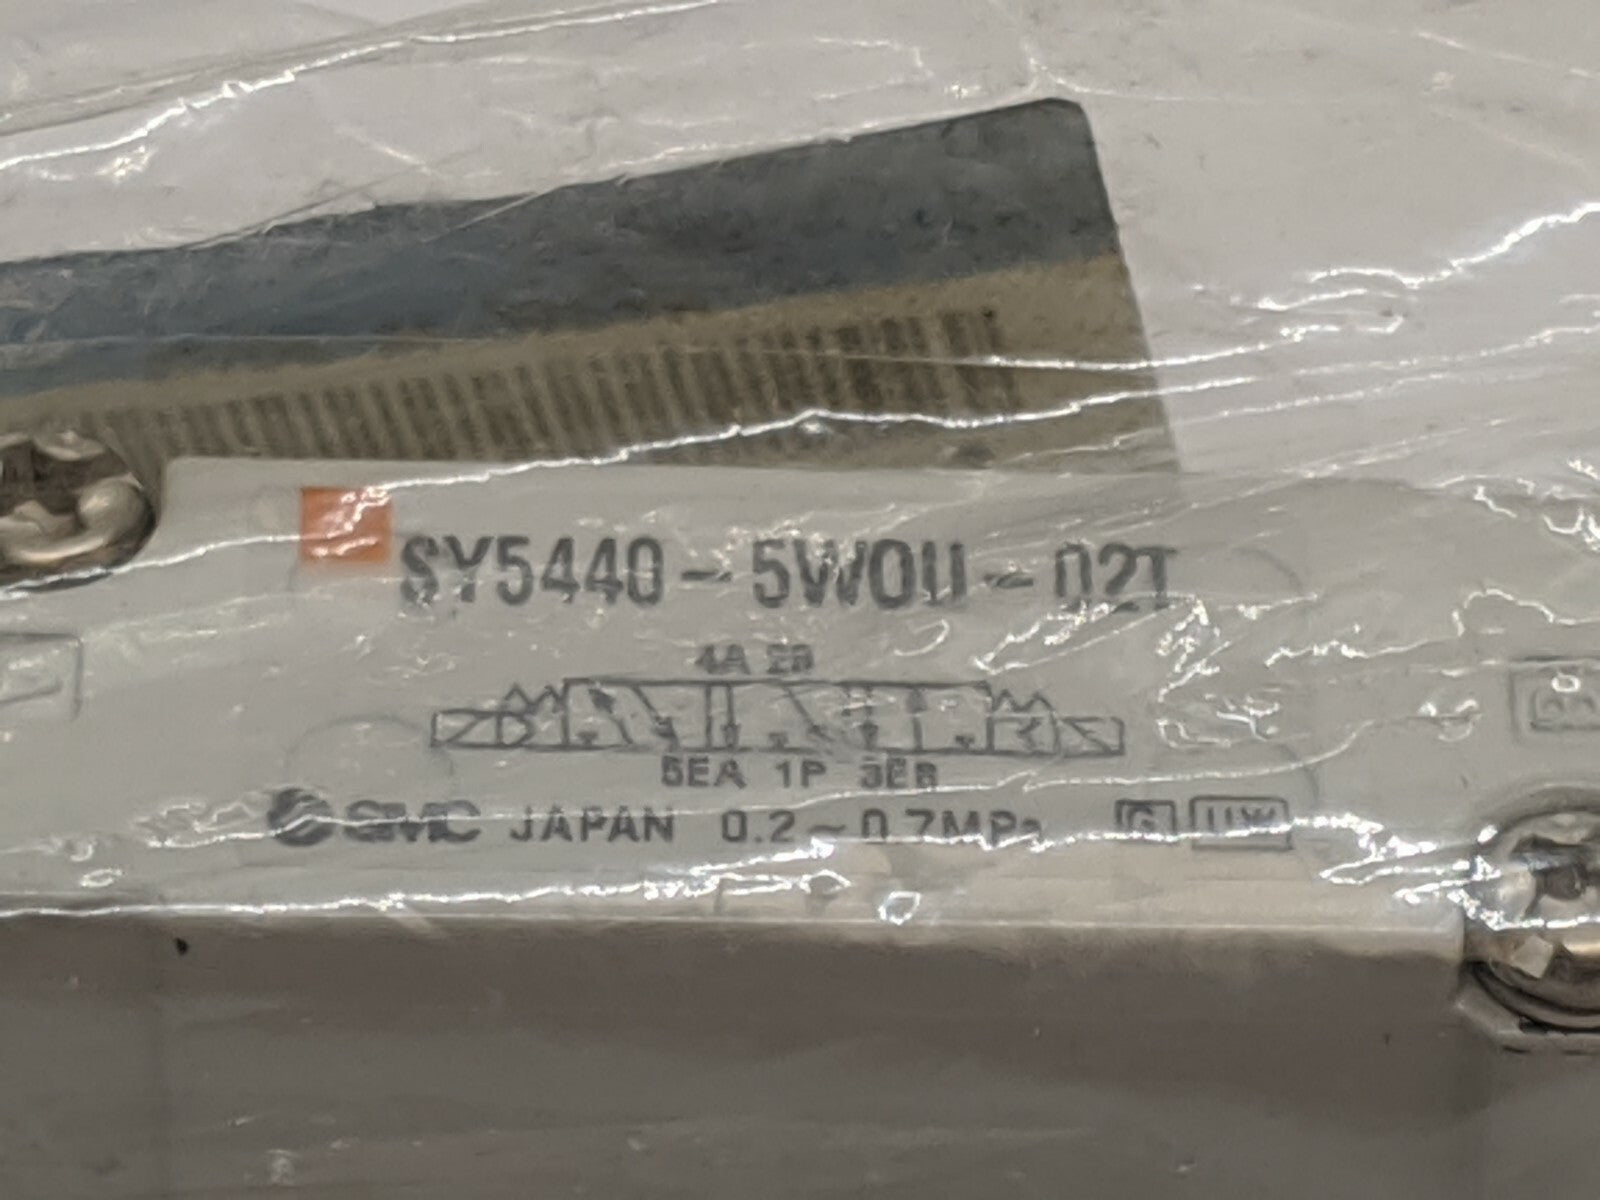 SY5440-5WOU-02T
4A 2B
5EA 1P 3EB
SMC JAPAN 0.2~0.7MPa